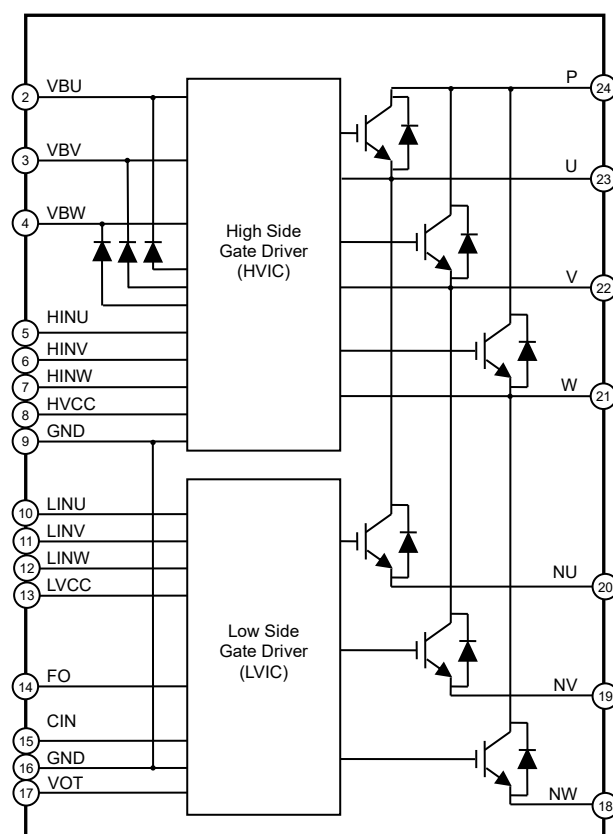 2 VBU
3 VBV
4 VBW
5 HINU
6 HINV
7 HINW
8 HVCC
9 GND
High Side
Gate Driver
(HVIC)
P 24
U 23
V 22
W 21
10 LINU
11 LINV
12 LINW
13 LVCC
14 FO
15 CIN
16 GND
17 VOT
Low Side
Gate Driver
(LVIC)
NU 20
NV 19
NW 18